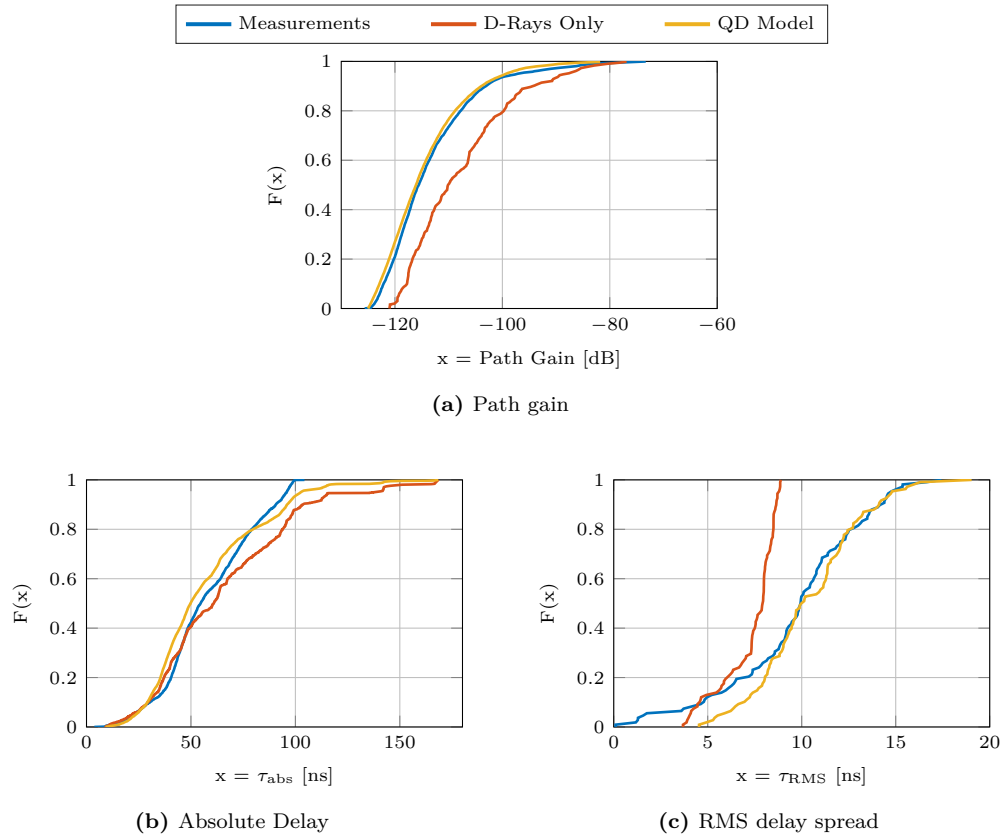 Measurements D-Rays Only QD Model
1
0.8
0.6
0.4
0.2
0
F(x)
−120 −100 −80 −60
x = Path Gain [dB]
(a) Path gain
1
0.8
0.6
0.4
0.2
0
F(x)
0 50 100 150
x = τabs [ns]
(b) Absolute Delay
1
0.8
0.6
0.4
0.2
0
F(x)
0 5 10 15 20
x = τRMS [ns]
(c) RMS delay spread